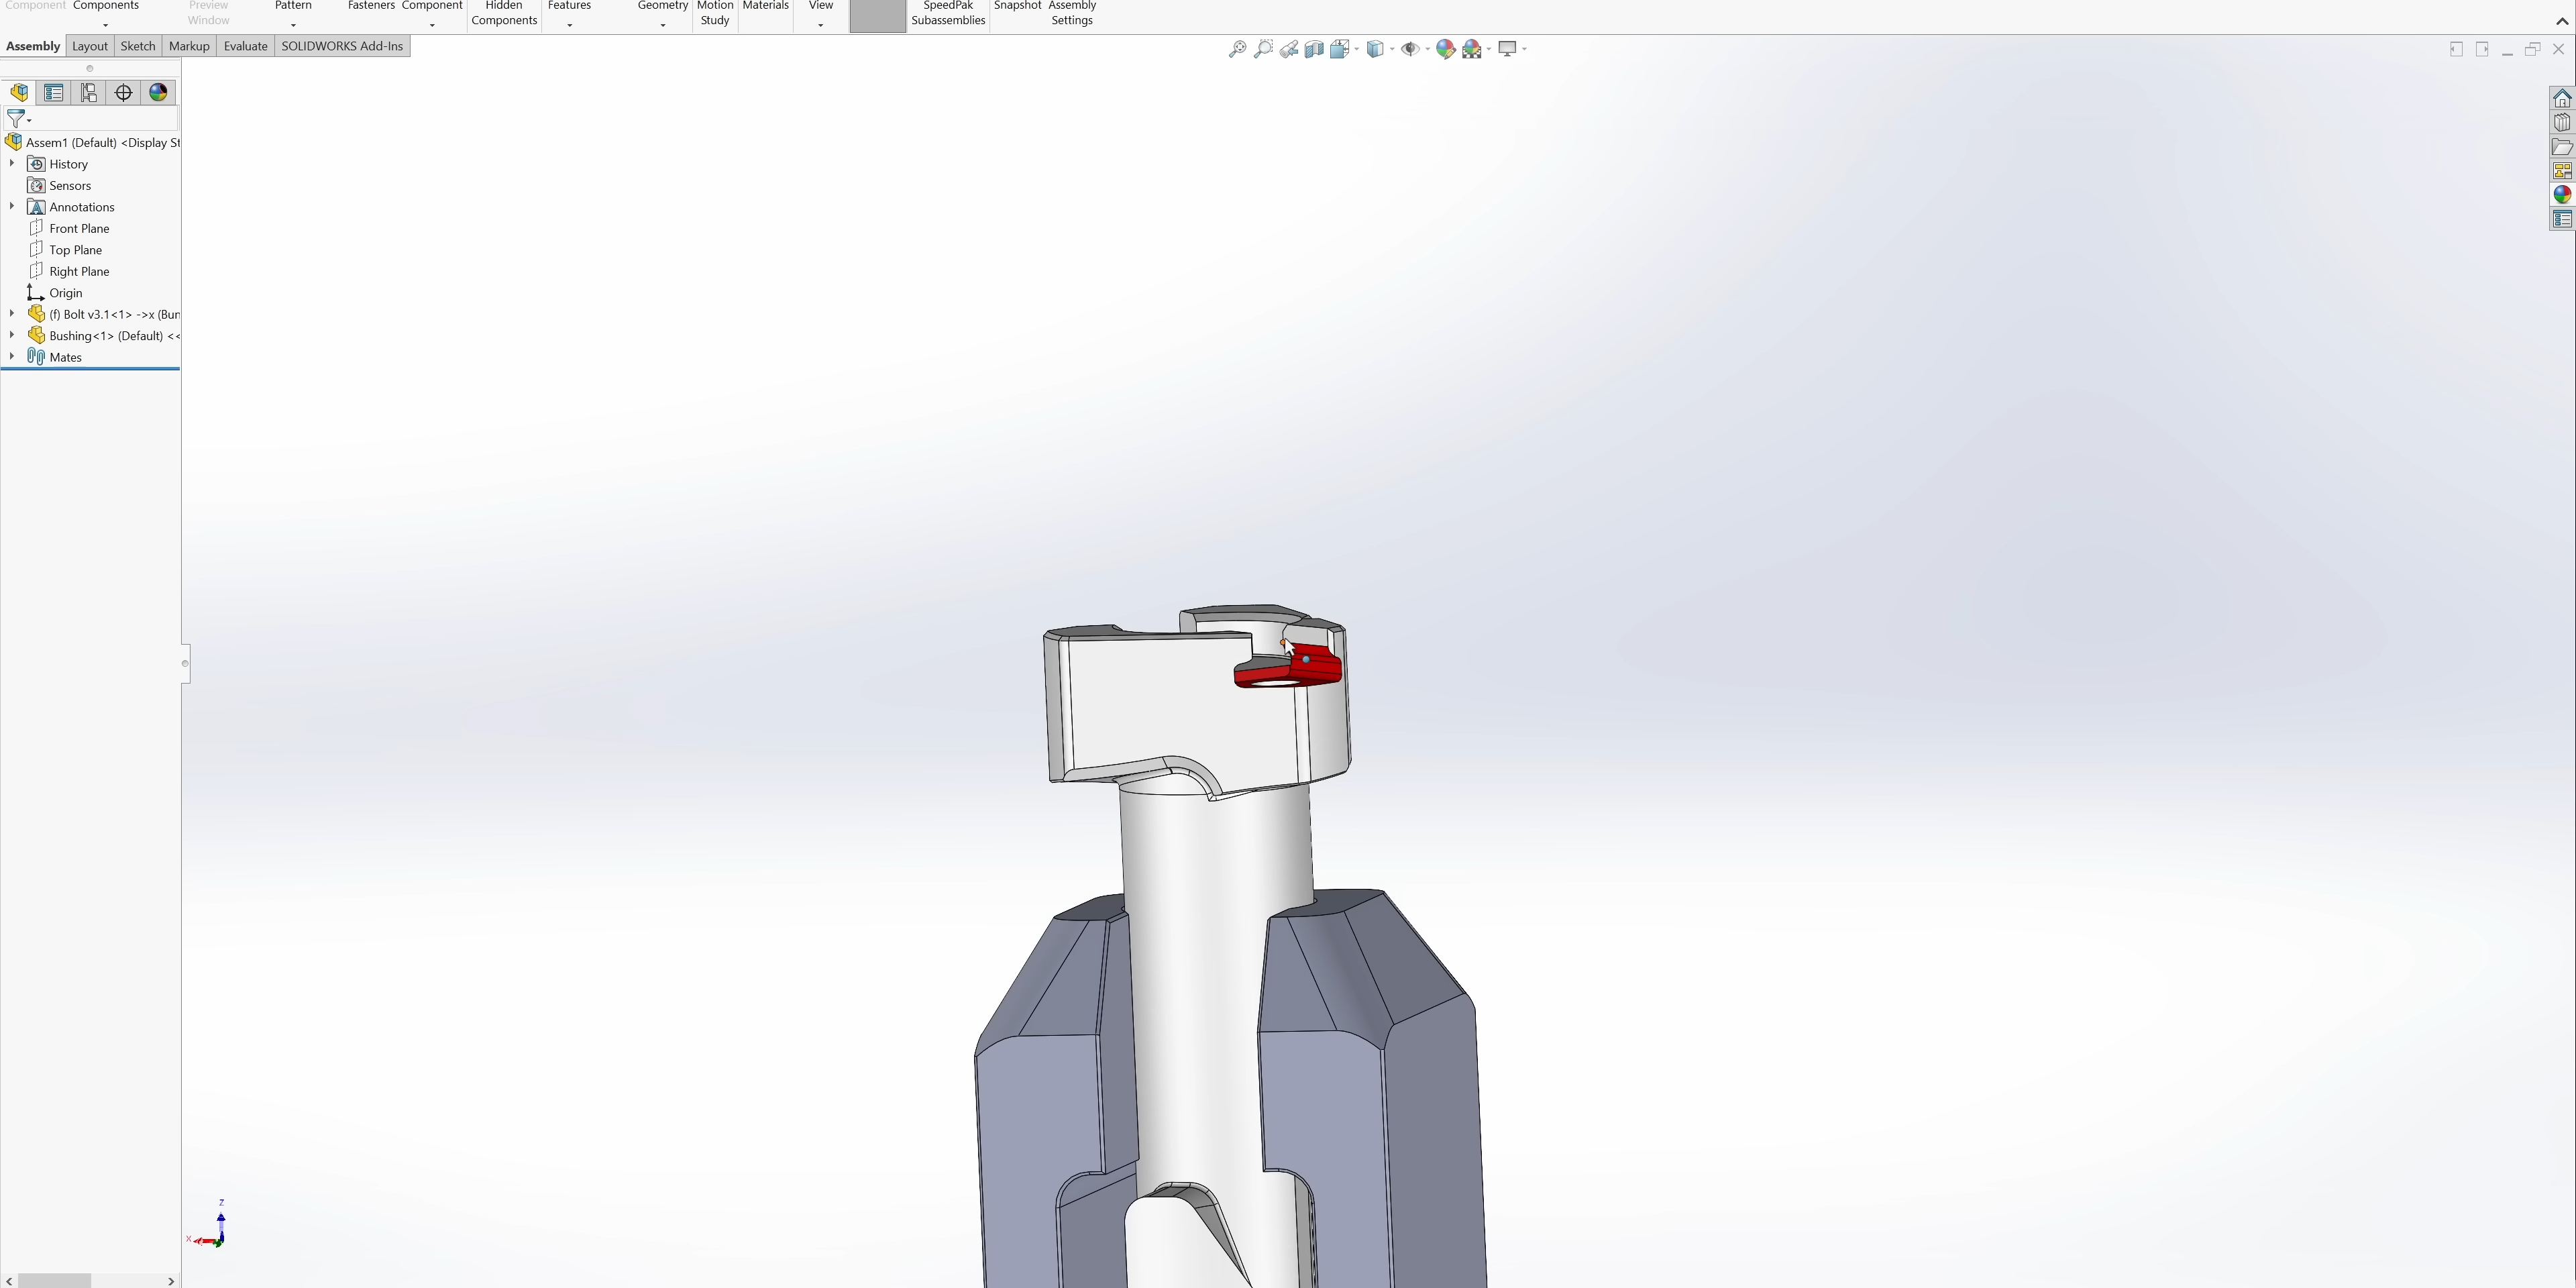 Component Components Preview Pattern Fasteners Component Hidden Features Geometry Motion Materials View SpeedPak Snapshot Assembly
Window Components Study Subassemblies Settings
Assembly Layout Sketch Markup Evaluate SOLIDWORKS Add-Ins
Assem1 (Default) <Display St
History
Sensors
A Annotations
Front Plane
Top Plane
Right Plane
Origin
(f) Bolt v3.1<1> ->x (Bun
Bushing<1> (Default) <<
Mates
Z
X